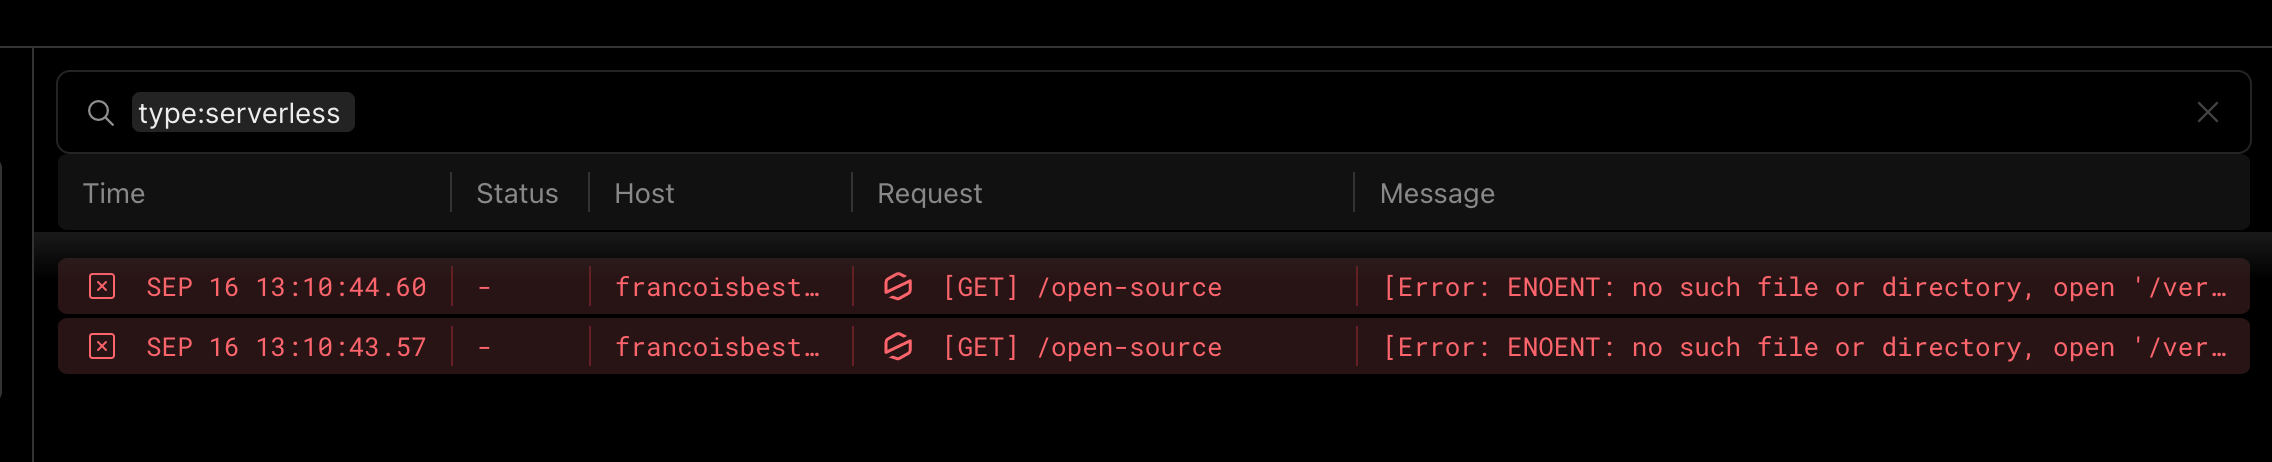 type:serverless
Time Status Host Request Message
SEP 16 13:10:44.60 - francoisbest… [GET] /open-source [Error: ENOENT: no such file or directory, open '/ver…
SEP 16 13:10:43.57 - francoisbest… [GET] /open-source [Error: ENOENT: no such file or directory, open '/ver…